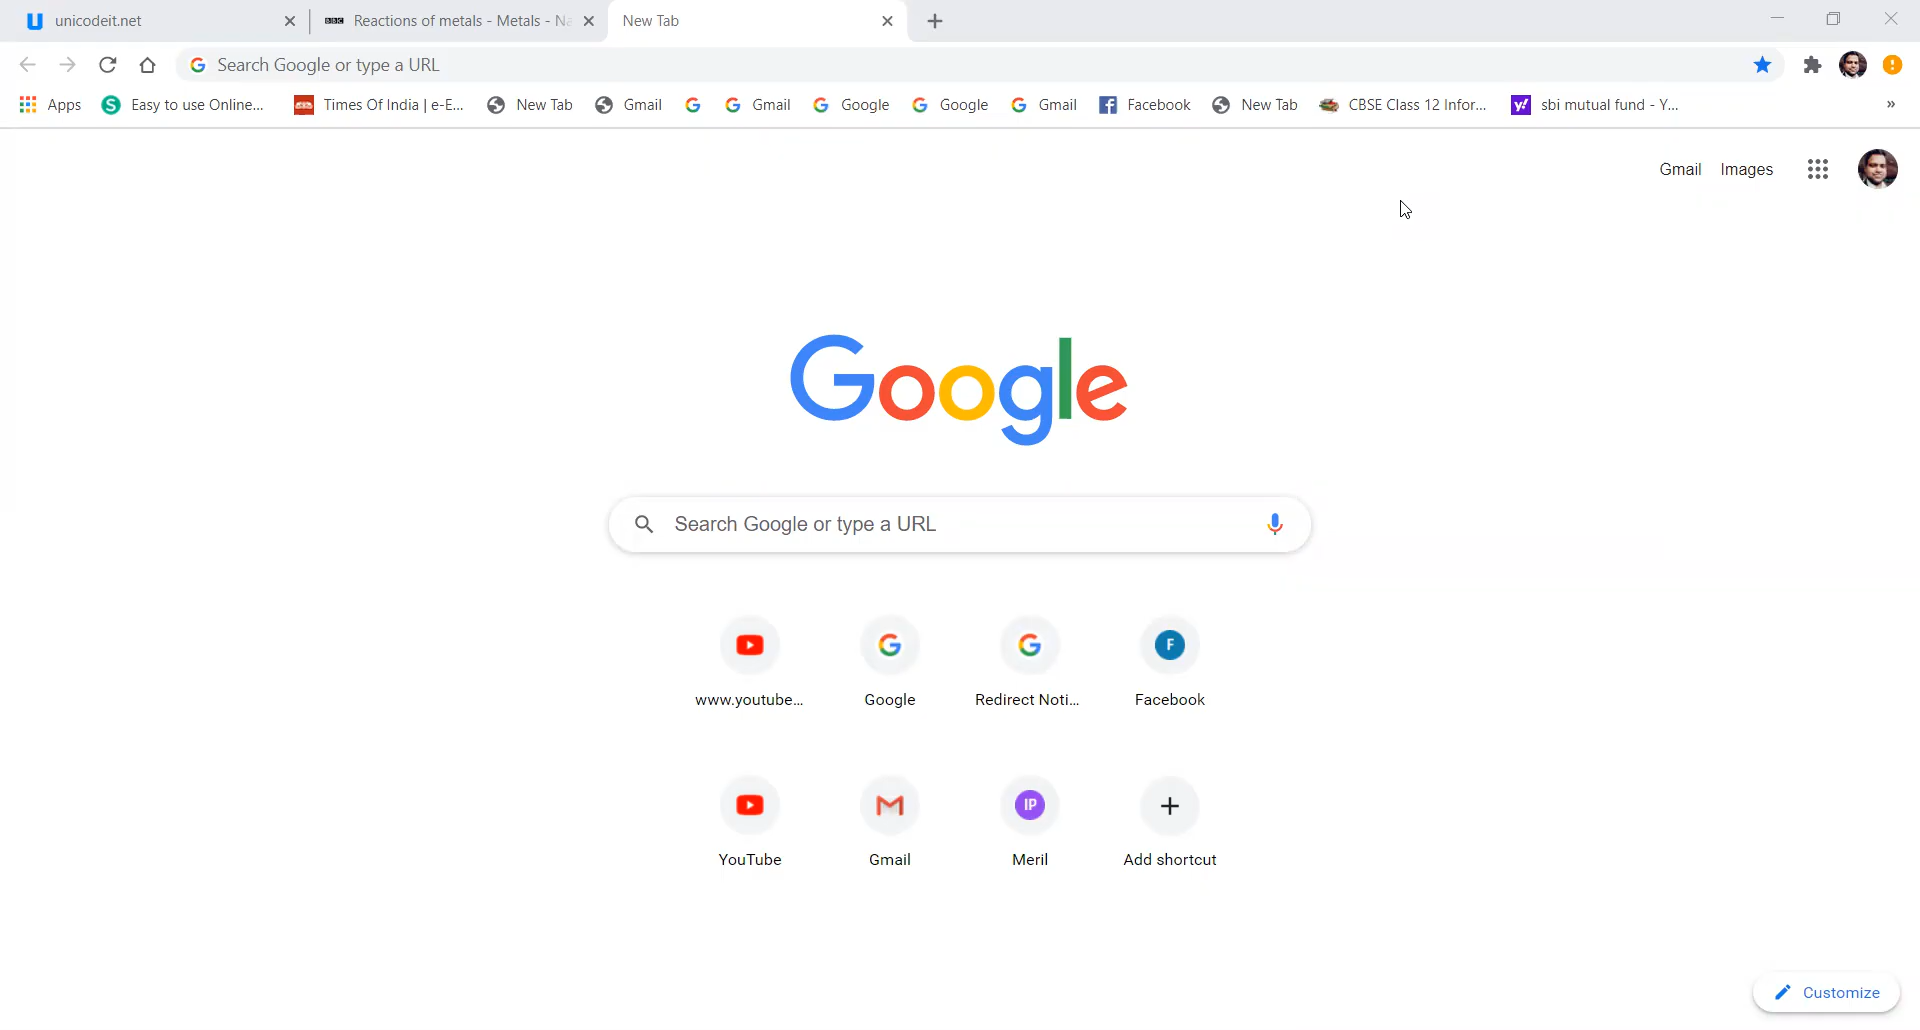 unicodeit.net
BBC Reactions of metals - Metals - Na
New Tab
Search Google or type a URL
Apps
Easy to use Online...
Times Of India | e-E...
New Tab
Gmail
Gmail
Google
Google
Gmail
Facebook
New Tab
CBSE Class 12 Infor...
y! sbi mutual fund - Y...
»
Gmail Images
Google
Search Google or type a URL
F
www.youtube...
Google
Redirect Noti...
Facebook
IP
YouTube
Gmail
Meril
Add shortcut
Customize